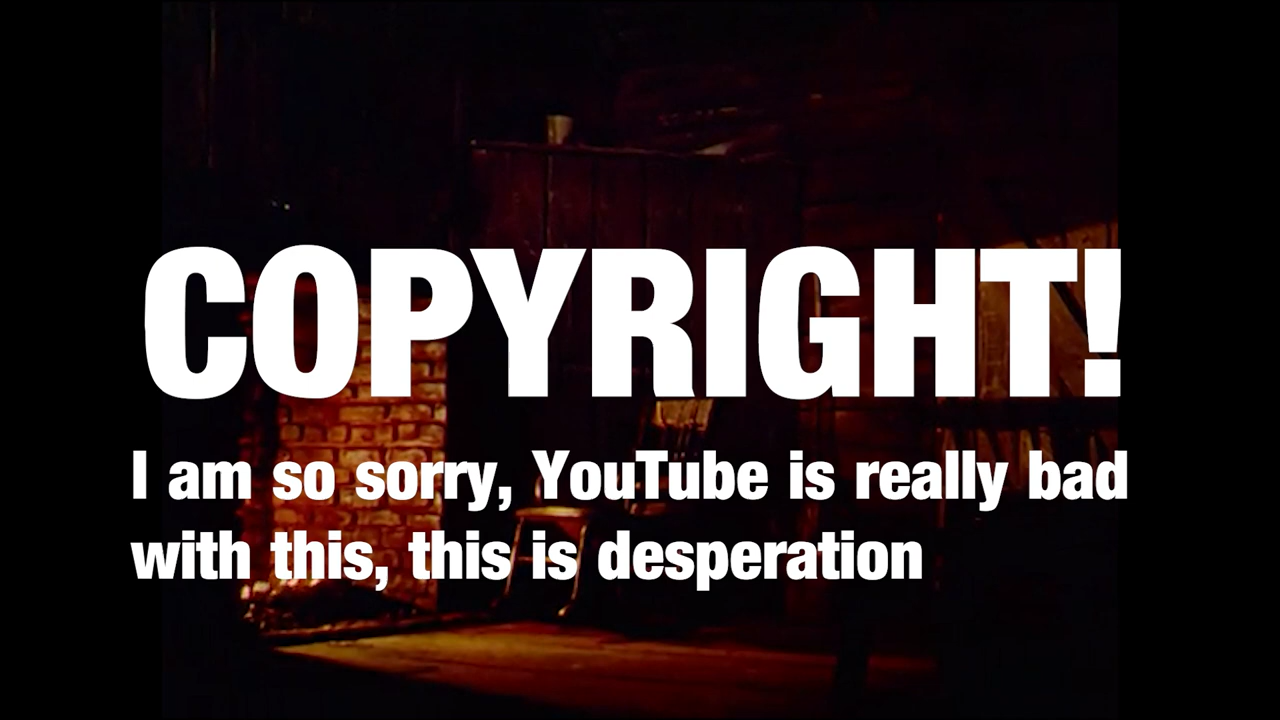 COPYRIGHT!
I am so sorry, YouTube is really bad
with this, this is desperation